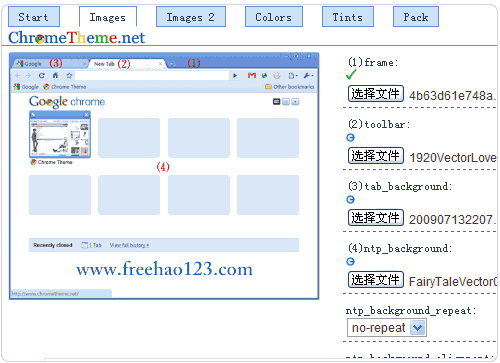 Start Images Images 2 Colors Tints Pack
ChromeTheme.net
Google (3) New Tab (2) (1)
Google Chrome Theme Other bookmarks
Google chrome
Chrome Theme
(4)
Recently closed 1 Tab View full history »
www.freehao123.com
http://www.chrometheme.net/
(1)frame:
选择文件 4b63d61e748a.
(2)toolbar:
选择文件 1920VectorLove
(3)tab_background:
选择文件 200907132207.
(4)ntp_background:
选择文件 FairyTaleVector0
ntp_background_repeat:
no-repeat